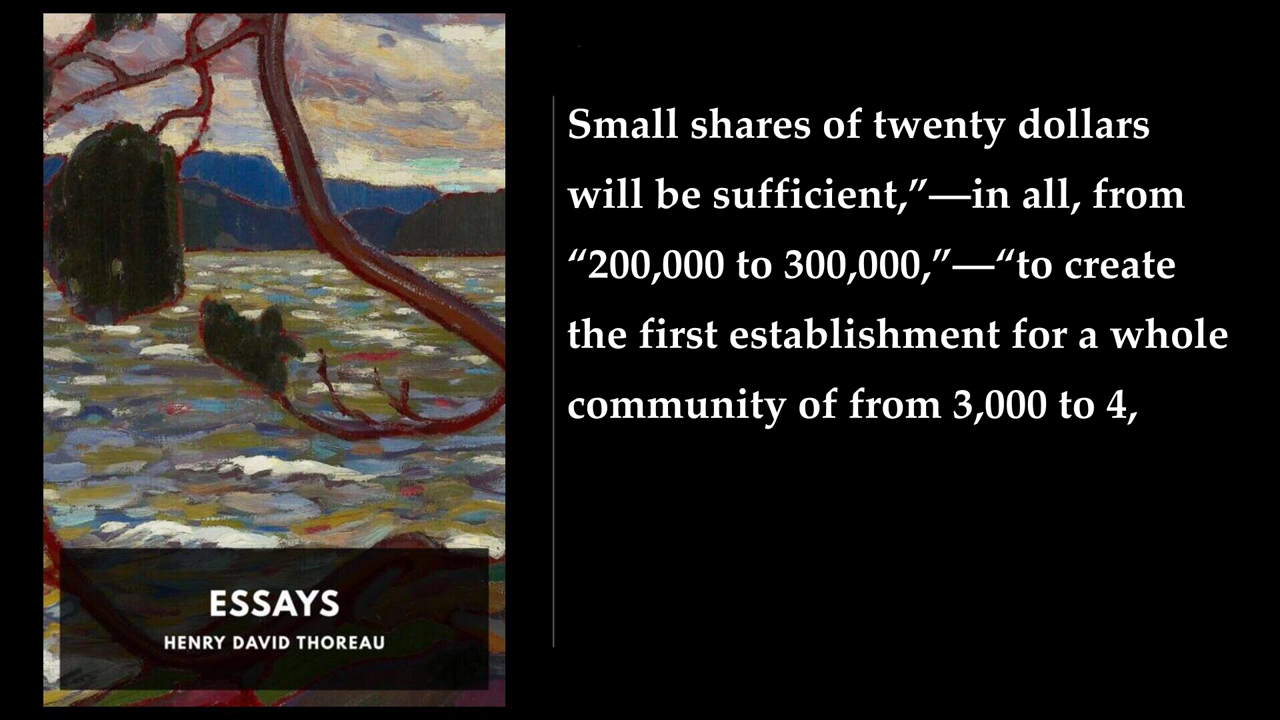 Small shares of twenty dollars
will be sufficient,”—in all, from
“200,000 to 300,000,”—“to create
the first establishment for a whole
community of from 3,000 to 4,
ESSAYS
HENRY DAVID THOREAU